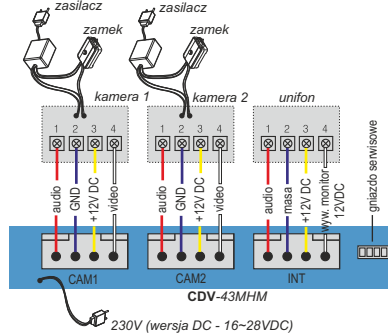 zasilacz
zasilacz
zamek
zamek
kamera 1
kamera 2
unifon
1 2 3 4
1 2 3 4
1 2 3 4
audio
GND
+12V DC
video
audio
GND
+12V DC
video
audio
masa
+12V DC
wyw. monitor
12VDC
gniazdo serwisowe
CAM1
CAM2
INT
CDV-43MHM
230V (wersja DC - 16~28VDC)